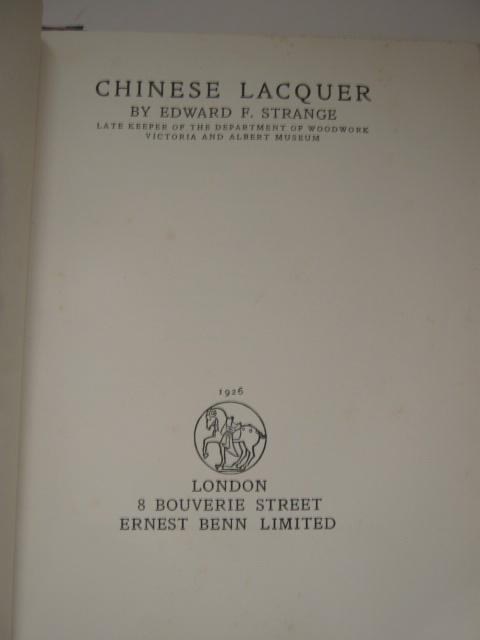 CHINESE LACQUER
BY EDWARD F. STRANGE
LATE KEEPER OF THE DEPARTMENT OF WOODWORK
VICTORIA AND ALBERT MUSEUM
1926
LONDON
8 BOUVERIE STREET
ERNEST BENN LIMITED